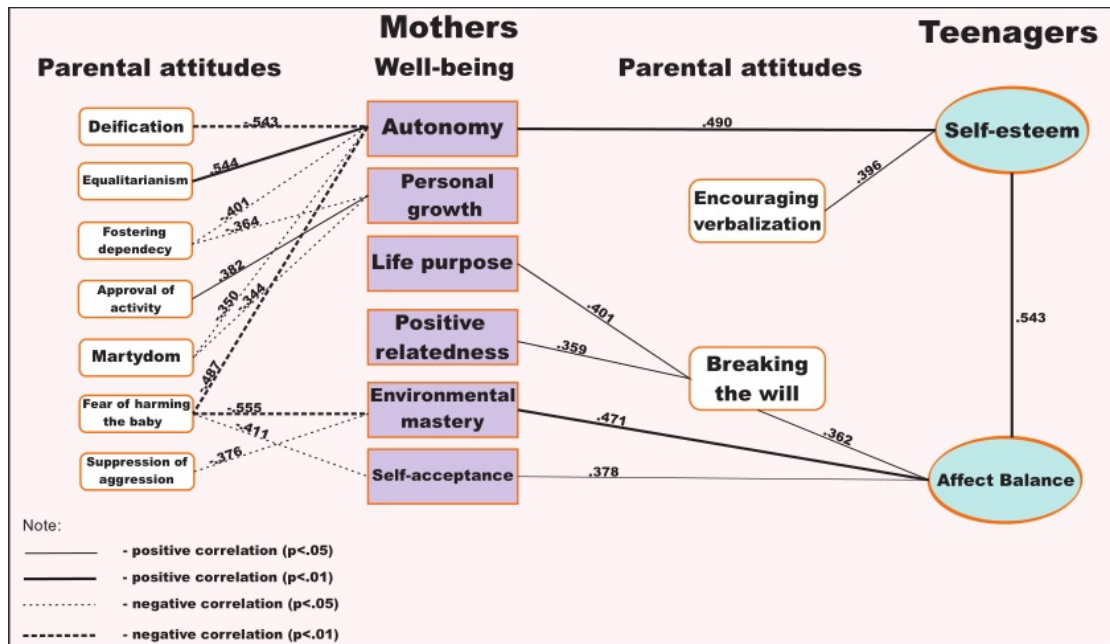 Mothers
Teenagers
Parental attitudes
Well-being
Parental attitudes
Deification
-.543
Autonomy
.490
Self-esteem
Equalitarianism
.544
Personal
growth
.396
Encouraging
verbalization
-.401
-.364
Fostering
dependecy
Life purpose
.382
Approval of
activity
-.350
-.344
.401
.543
Positive
relatedness
.359
Martydom
Breaking
the will
-.487
Fear of harming
the baby
-.555
Environmental
mastery
.471
-.411
.362
-.376
Suppression of
aggression
Self-acceptance
.378
Affect Balance
Note:
- positive correlation (p<.05)
- positive correlation (p<.01)
- negative correlation (p<.05)
- negative correlation (p<.01)